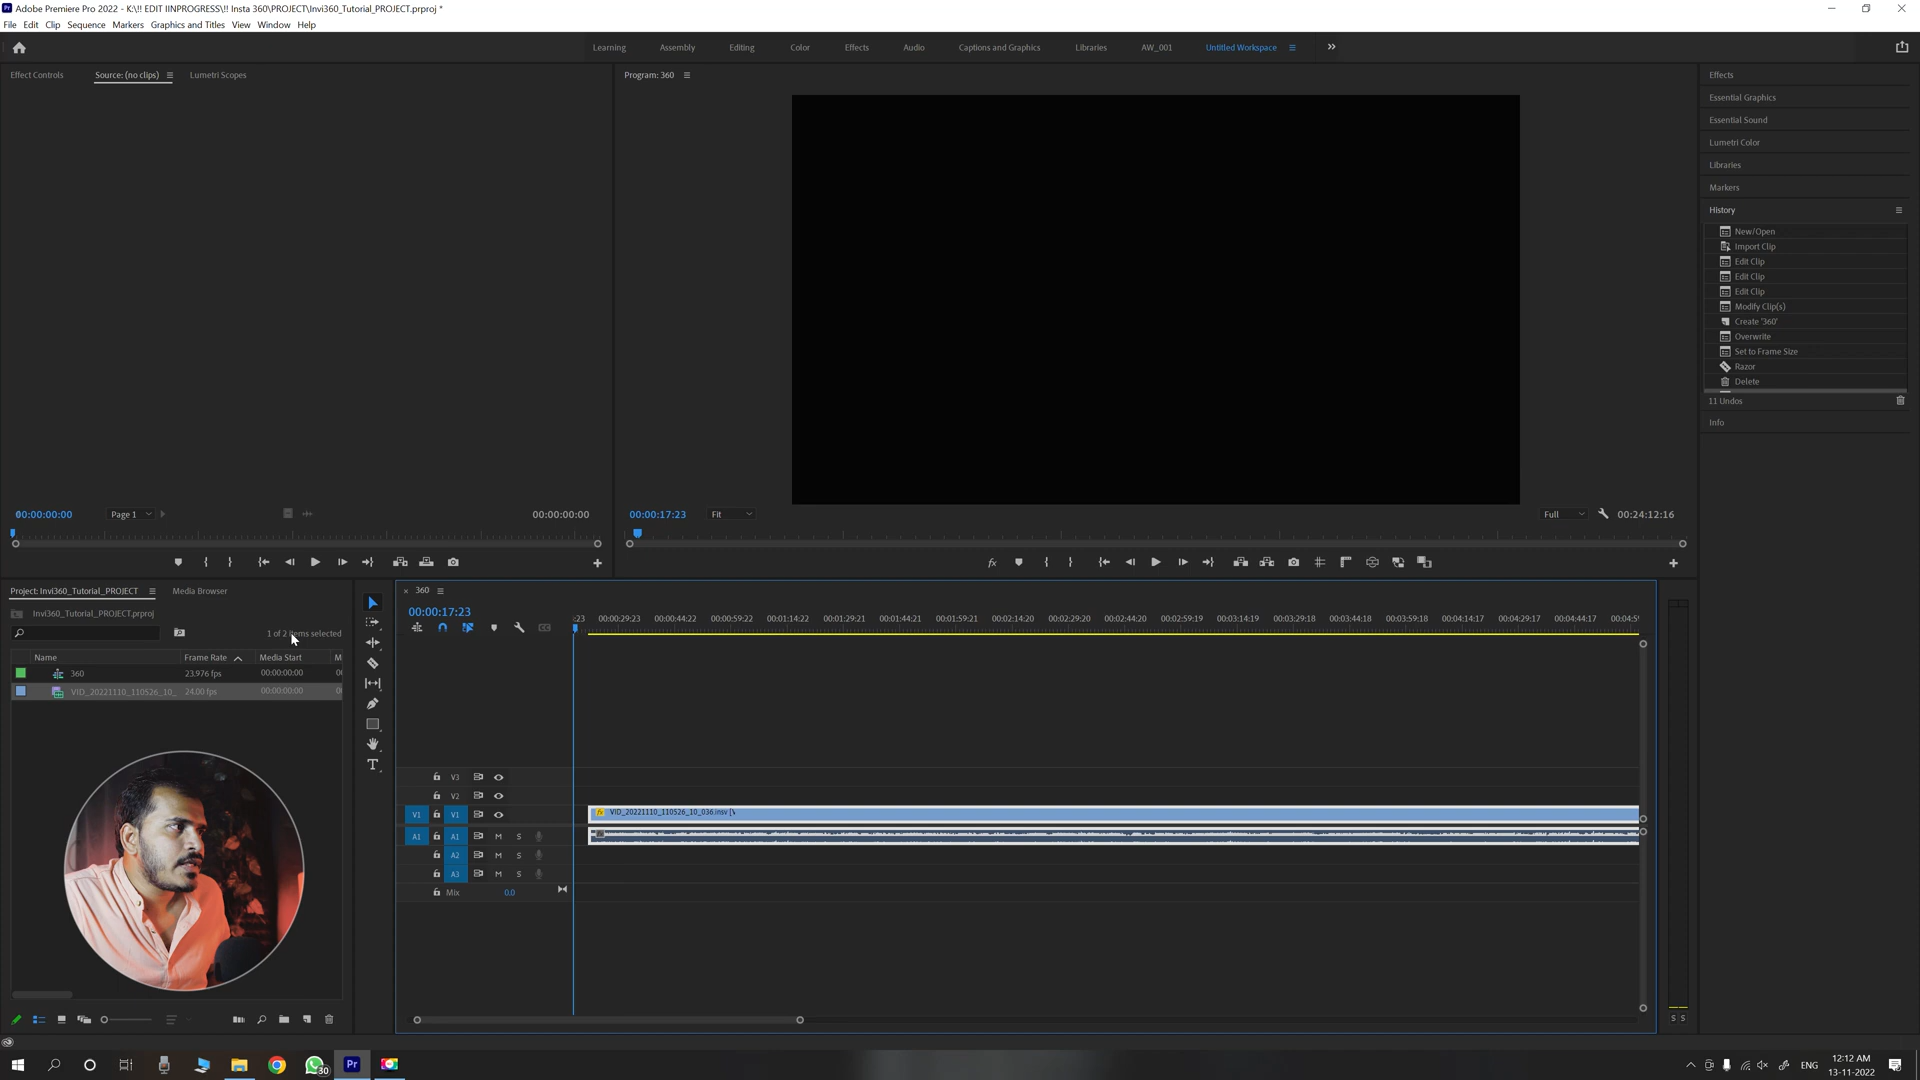 Adobe Premiere Pro 2022 - K:\!! EDIT IINPROGRESS\!! Insta 360\PROJECT\Invi360_Tutorial_PROJECT.prproj *
File Edit Clip Sequence Markers Graphics and Titles View Window Help
Learning Assembly Editing Color Effects Audio Captions and Graphics Libraries AW_001 Untitled Workspace
Effect Controls Source: (no clips) Lumetri Scopes
Program: 360
Effects
Essential Graphics
Essential Sound
Lumetri Color
Libraries
Markers
History
New/Open
Import Clip
Edit Clip
Edit Clip
Edit Clip
Modify Clip(s)
Create '360'
Overwrite
Set to Frame Size
Razor
Delete
11 Undos
Info
00:00:00:00 Page 1 00:00:00:00
00:00:17:23 Fit Full 00:24:12:16
Project: Invi360_Tutorial_PROJECT Media Browser
Invi360_Tutorial_PROJECT.prproj
1 of 2 items selected
Name Frame Rate Media Start M
360 23.976 fps 00:00:00:00 00
VID_20221110_110526_10_ 24.00 fps 00:00:00:00 00
360
00:00:17:23
:23 00:00:29:23 00:00:44:22 00:00:59:22 00:01:14:22 00:01:29:21 00:01:44:21 00:01:59:21 00:02:14:20 00:02:29:20 00:02:44:20 00:02:59:19 00:03:14:19 00:03:29:18 00:03:44:18 00:03:59:18 00:04:14:17 00:04:29:17 00:04:44:17 00:04:59
V3
V2
V1 V1 VID_20221110_110526_10_036.insv [V
A1 A1 M S
A2 M S
A3 M S
Mix 0.0
S S
30 Pr
ENG 12:12 AM
13-11-2022